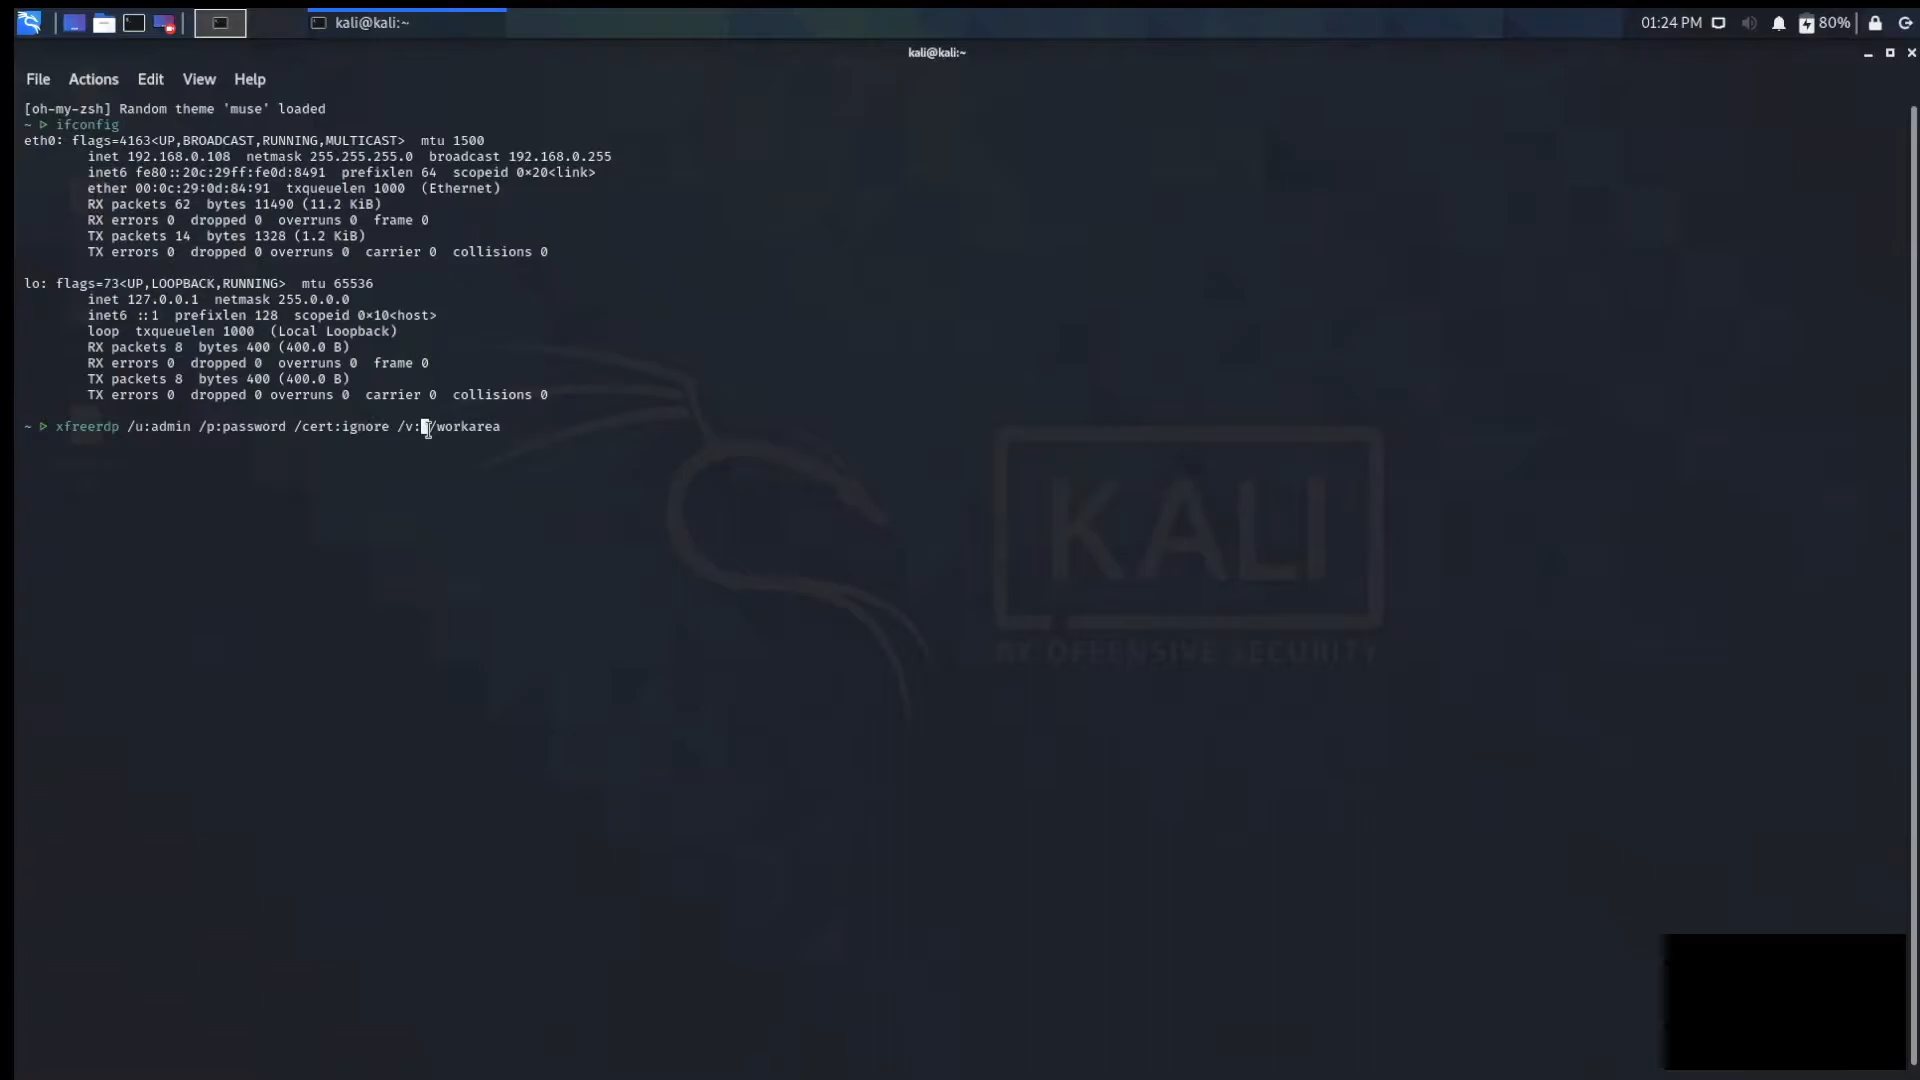 kali@kali:~
01:24 PM
80%
kali@kali:~
File Actions Edit View Help
[oh-my-zsh] Random theme 'muse' loaded
~ ▷ ifconfig
eth0: flags=4163<UP,BROADCAST,RUNNING,MULTICAST>  mtu 1500
        inet 192.168.0.108  netmask 255.255.255.0  broadcast 192.168.0.255
        inet6 fe80::20c:29ff:fe0d:8491  prefixlen 64  scopeid 0×20<link>
        ether 00:0c:29:0d:84:91  txqueuelen 1000  (Ethernet)
        RX packets 62  bytes 11490 (11.2 KiB)
        RX errors 0  dropped 0  overruns 0  frame 0
        TX packets 14  bytes 1328 (1.2 KiB)
        TX errors 0  dropped 0 overruns 0  carrier 0  collisions 0
lo: flags=73<UP,LOOPBACK,RUNNING>  mtu 65536
        inet 127.0.0.1  netmask 255.0.0.0
        inet6 ::1  prefixlen 128  scopeid 0×10<host>
        loop  txqueuelen 1000  (Local Loopback)
        RX packets 8  bytes 400 (400.0 B)
        RX errors 0  dropped 0  overruns 0  frame 0
        TX packets 8  bytes 400 (400.0 B)
        TX errors 0  dropped 0 overruns 0  carrier 0  collisions 0
~ ▷ xfreerdp /u:admin /p:password /cert:ignore /v: /workarea
KALI
BY OFFENSIVE SECURITY